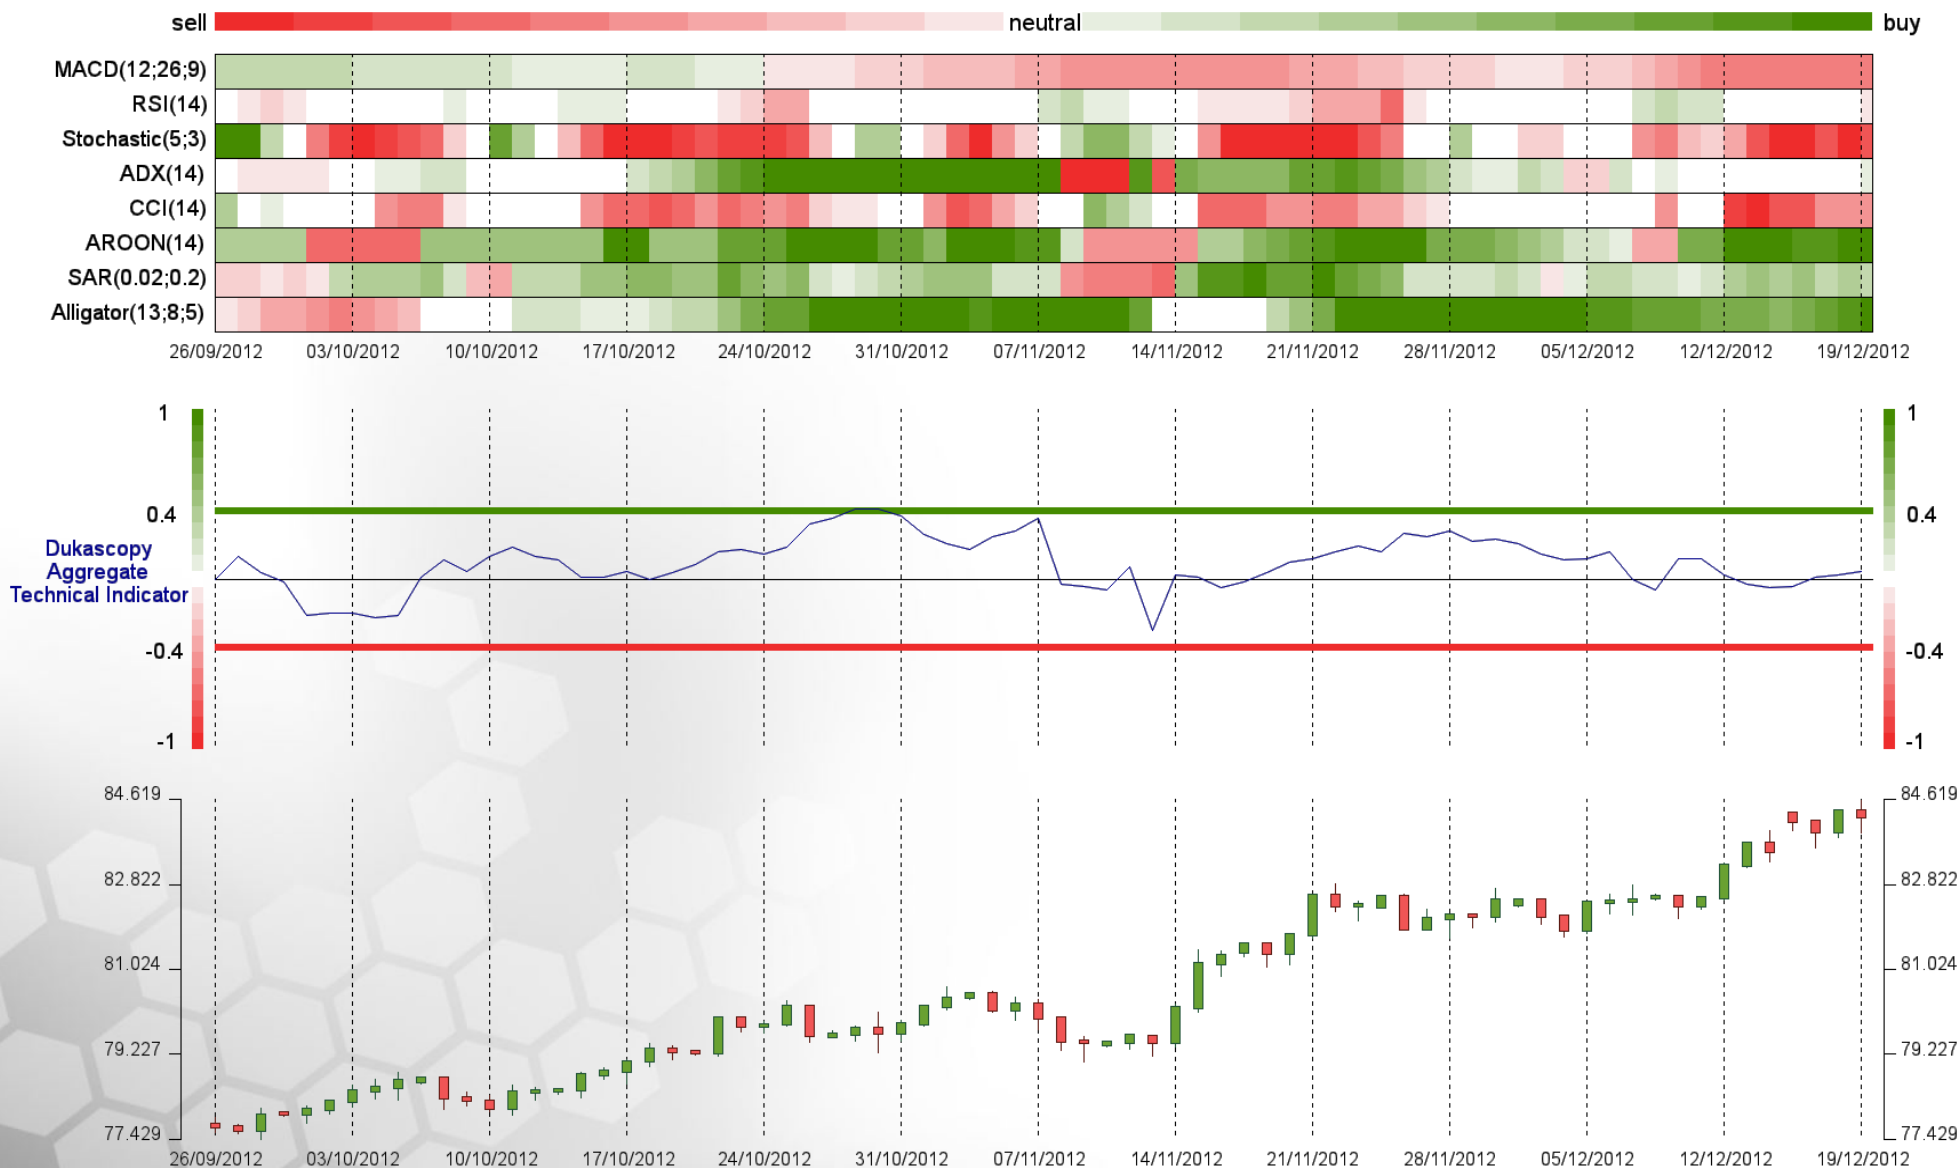 sell neutral buy
MACD(12;26;9)
RSI(14)
Stochastic(5;3)
ADX(14)
CCI(14)
AROON(14)
SAR(0.02;0.2)
Alligator(13;8;5)
26/09/2012 03/10/2012 10/10/2012 17/10/2012 24/10/2012 31/10/2012 07/11/2012 14/11/2012 21/11/2012 28/11/2012 05/12/2012 12/12/2012 19/12/2012
1 1
0.4 0.4
Dukascopy
Aggregate
Technical Indicator
-0.4 -0.4
-1 -1
84.619 84.619
82.822 82.822
81.024 81.024
79.227 79.227
77.429 77.429
26/09/2012 03/10/2012 10/10/2012 17/10/2012 24/10/2012 31/10/2012 07/11/2012 14/11/2012 21/11/2012 28/11/2012 05/12/2012 12/12/2012 19/12/2012